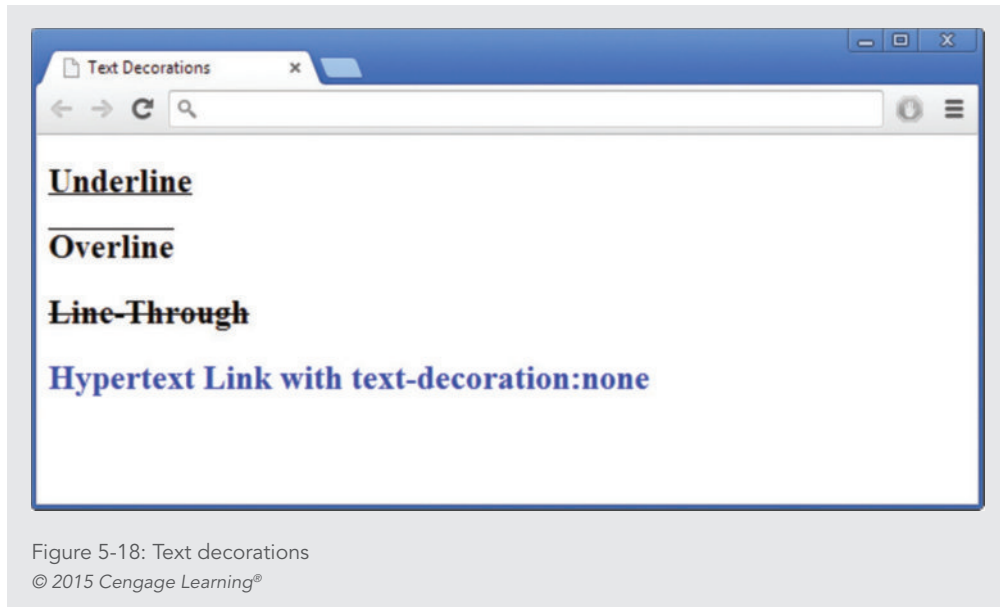 Text Decorations
Underline
Overline
Line-Through
Hypertext Link with text-decoration:none
Figure 5-18: Text decorations
© 2015 Cengage Learning®